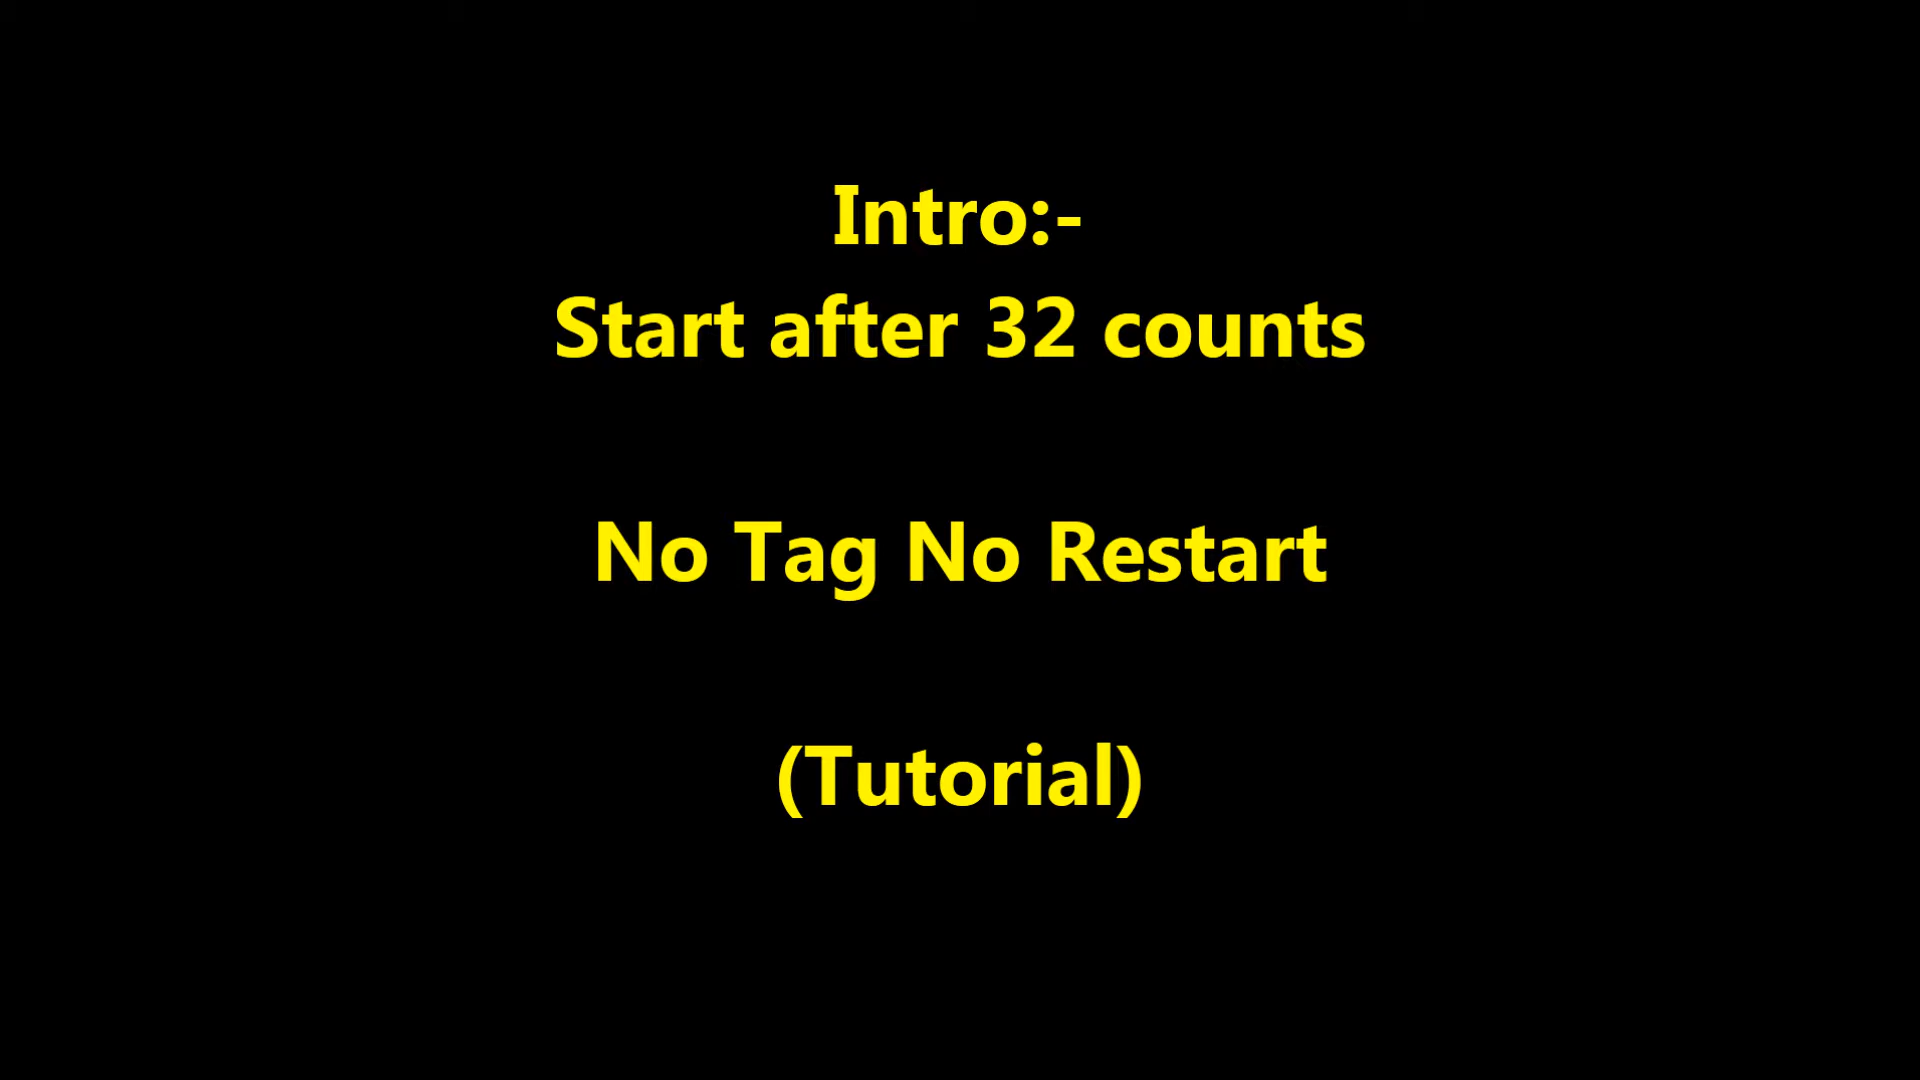 Intro:-
Start after 32 counts
No Tag No Restart
(Tutorial)